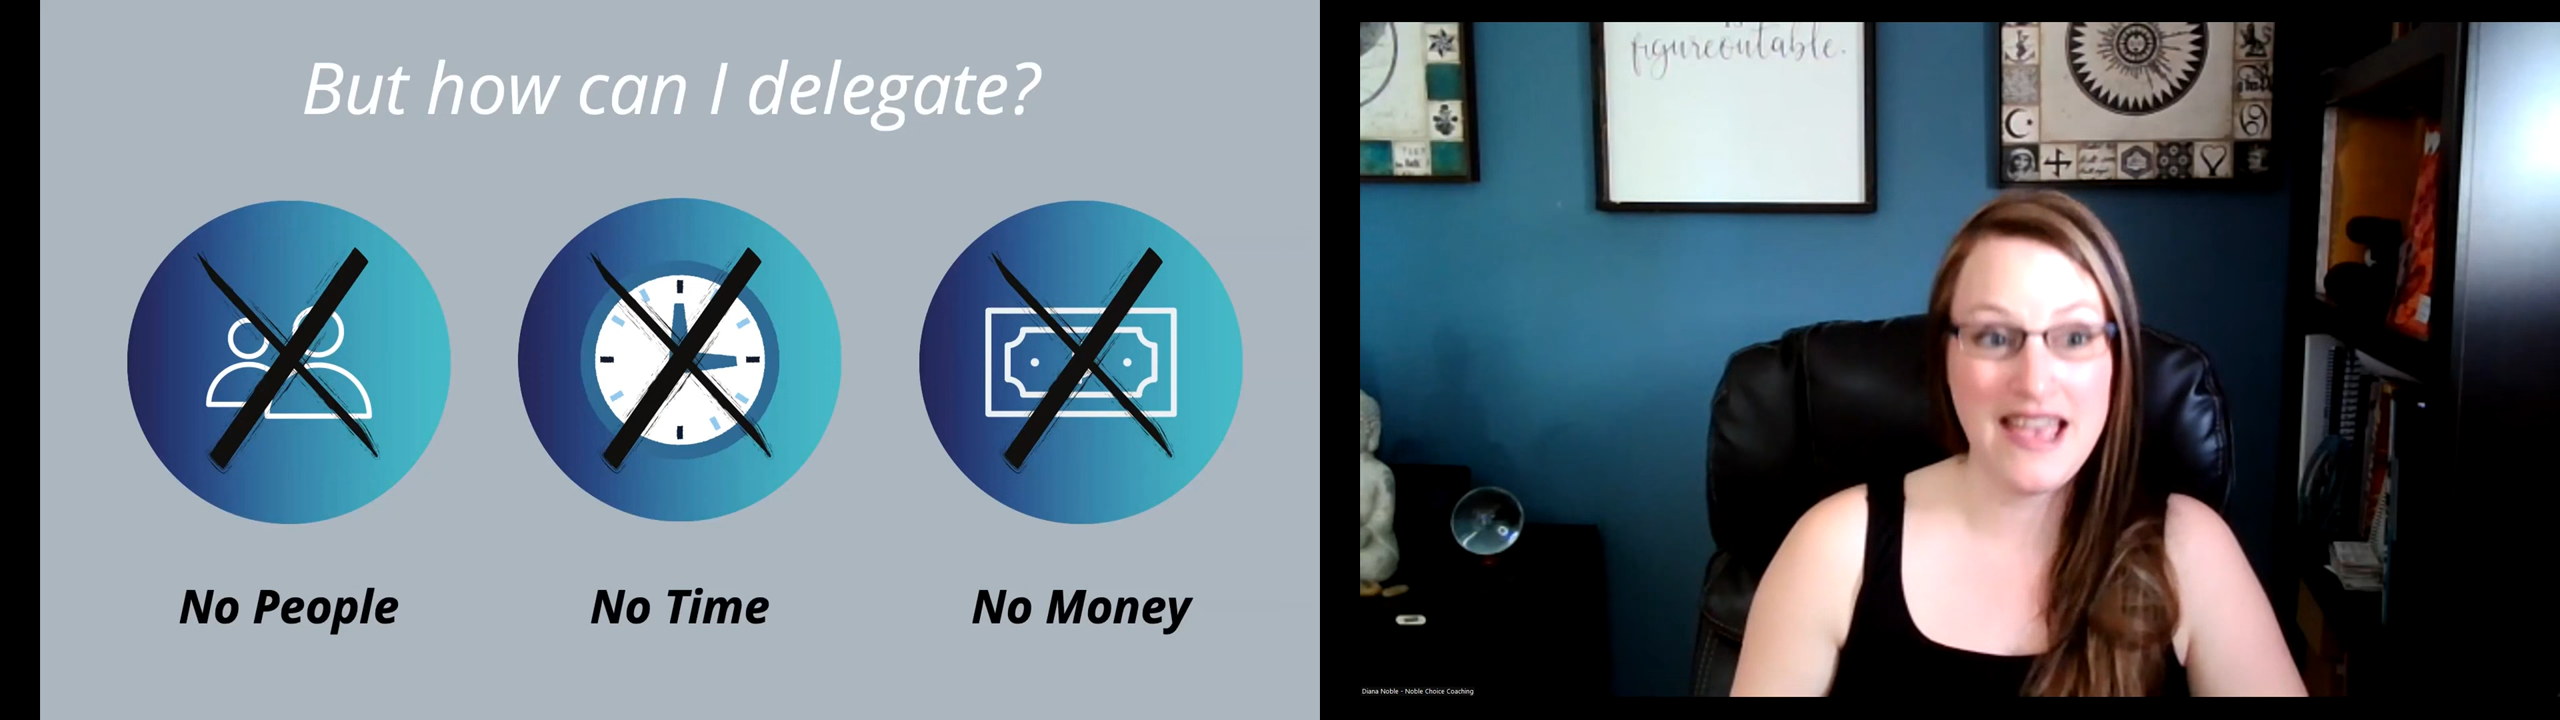 But how can I delegate?
No People
No Time
No Money
figureoutable.
Diana Noble - Noble Choice Coaching